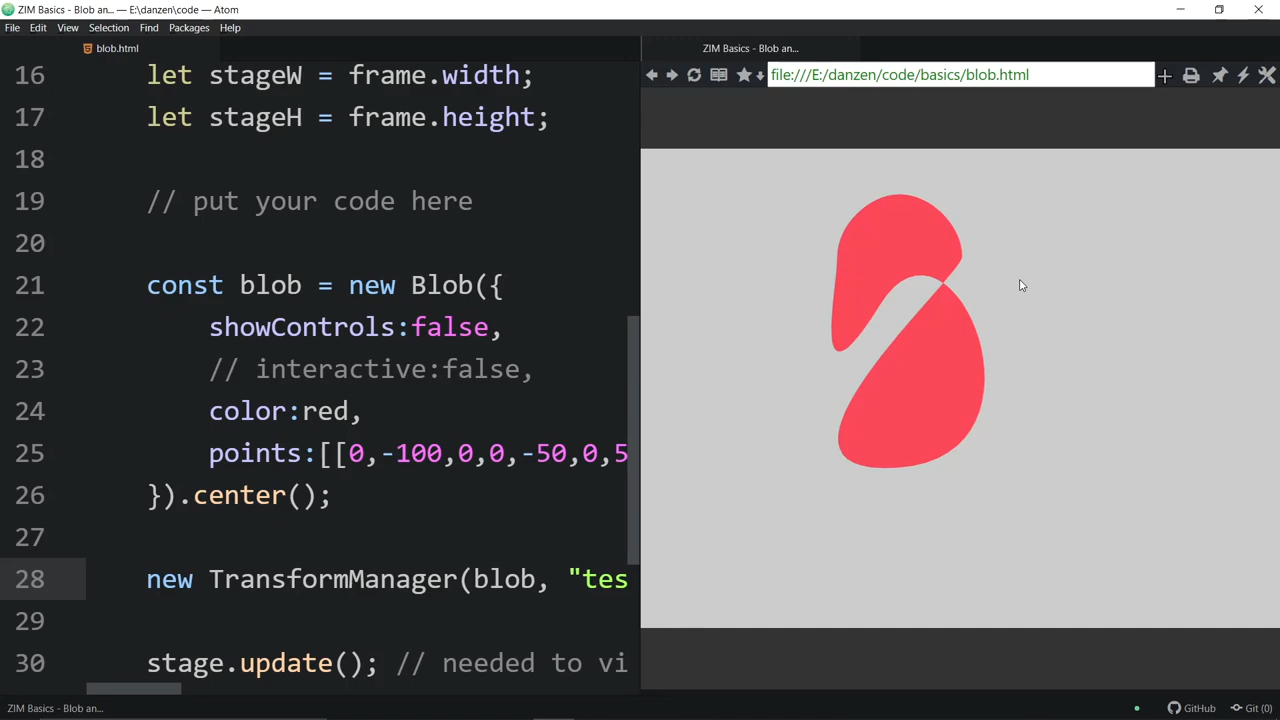 ZIM Basics - Blob an... — E:\danzen\code — Atom
File Edit View Selection Find Packages Help
blob.html
ZIM Basics - Blob an...
file:///E:/danzen/code/basics/blob.html
16 let stageW = frame.width;
17 let stageH = frame.height;
18
19 // put your code here
20
21 const blob = new Blob({
22 showControls:false,
23 // interactive:false,
24 color:red,
25 points:[[0,-100,0,0,-50,0,5
26 }).center();
27
28 new TransformManager(blob, "tes
29
30 stage.update(); // needed to vi
ZIM Basics - Blob an...
GitHub
Git (0)